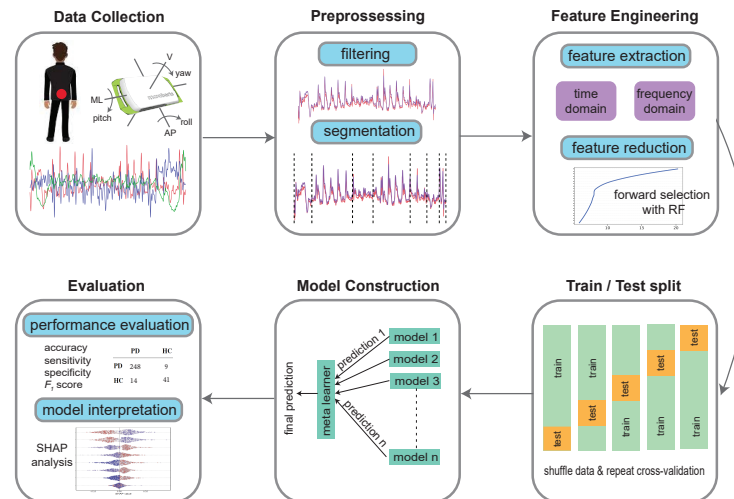 Data Collection
V
yaw
ML
pitch
roll
AP
Preprossessing
filtering
segmentation
Feature Engineering
feature extraction
time
domain
frequency
domain
feature reduction
forward selection
with RF
10
15
20
Evaluation
performance evaluation
accuracy
sensitivity
specificity
F1 score
PD HC
PD 248 9
HC 14 41
model interpretation
SHAP
analysis
Model Construction
final prediction
meta learner
prediction 1
prediction n
model 1
model 2
model 3
model n
Train / Test split
train
test
train
test
test
train
test
train
test
train
shuffle data & repeat cross-validation